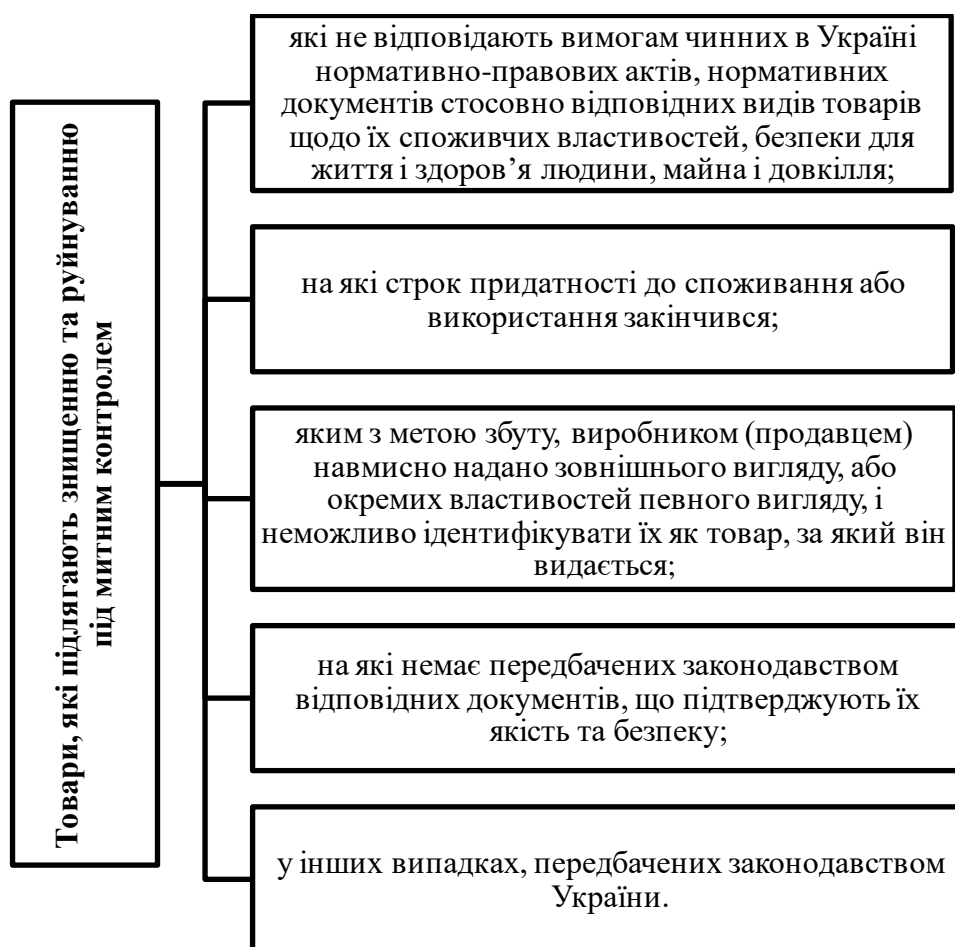 Товари, які підлягають знищенню та руйнуванню
під митним контролем
які не відповідають вимогам чинних в Україні
нормативно-правових актів, нормативних
документів стосовно відповідних видів товарів
щодо їх споживчих властивостей, безпеки для
життя і здоров’я людини, майна і довкілля;
на які строк придатності до споживання або
використання закінчився;
яким з метою збуту, виробником (продавцем)
навмисно надано зовнішнього вигляду, або
окремих властивостей певного вигляду, і
неможливо ідентифікувати їх як товар, за який він
видається;
на які немає передбачених законодавством
відповідних документів, що підтверджують їх
якість та безпеку;
у інших випадках, передбачених законодавством
України.